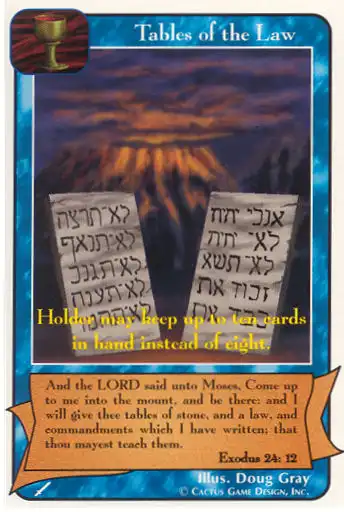 Tables of the Law
אנכי יהוה
לא יהיה
לא תשא
זכור את
כבד את
לא־תרצח
לא־תנאף
לא־תגנב
לא־תענה
Holder may keep up to ten cards
in hand instead of eight.
And the LORD said unto Moses, Come up
to me into the mount, and be there: and I
will give thee tables of stone, and a law, and
commandments which I have written; that
thou mayest teach them.
Exodus 24: 12
Illus. Doug Gray
© CACTUS GAME DESIGN, INC.